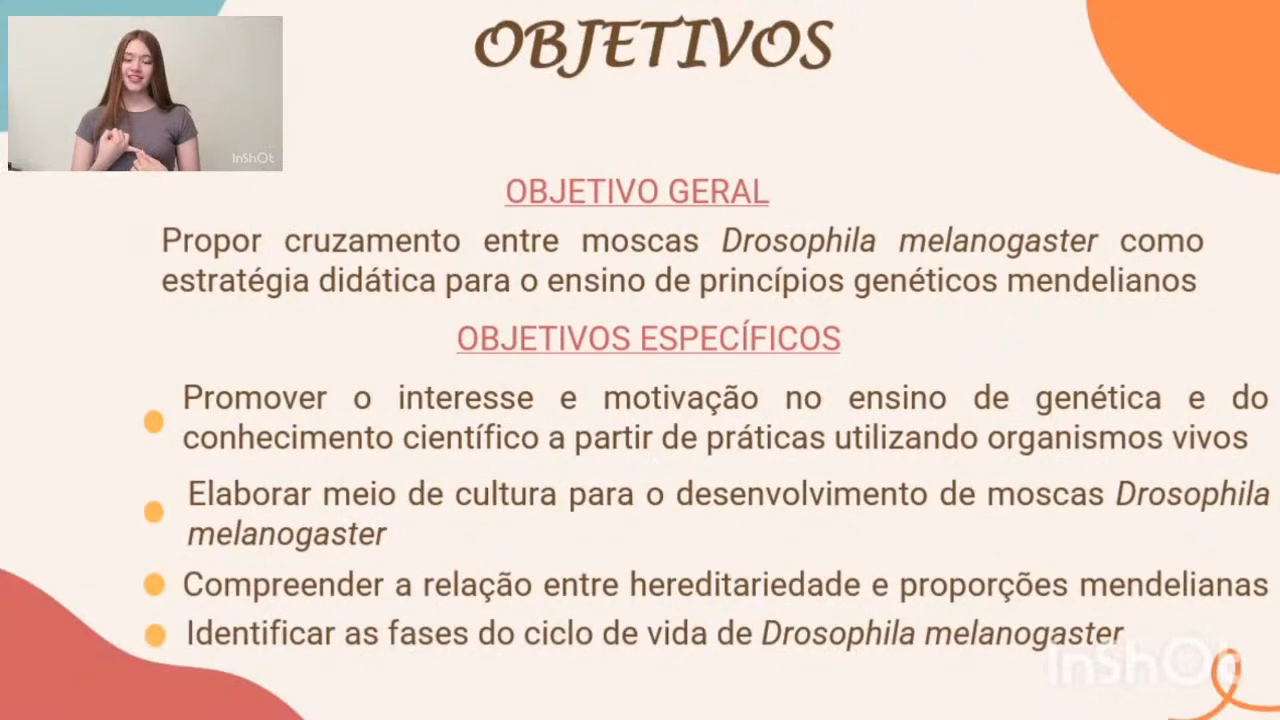 OBJETIVOS
InShOt
OBJETIVO GERAL
Propor cruzamento entre moscas Drosophila melanogaster como
estratégia didática para o ensino de princípios genéticos mendelianos
OBJETIVOS ESPECÍFICOS
Promover o interesse e motivação no ensino de genética e do
conhecimento científico a partir de práticas utilizando organismos vivos
Elaborar meio de cultura para o desenvolvimento de moscas Drosophila
melanogaster
Compreender a relação entre hereditariedade e proporções mendelianas
Identificar as fases do ciclo de vida de Drosophila melanogaster
InShOt